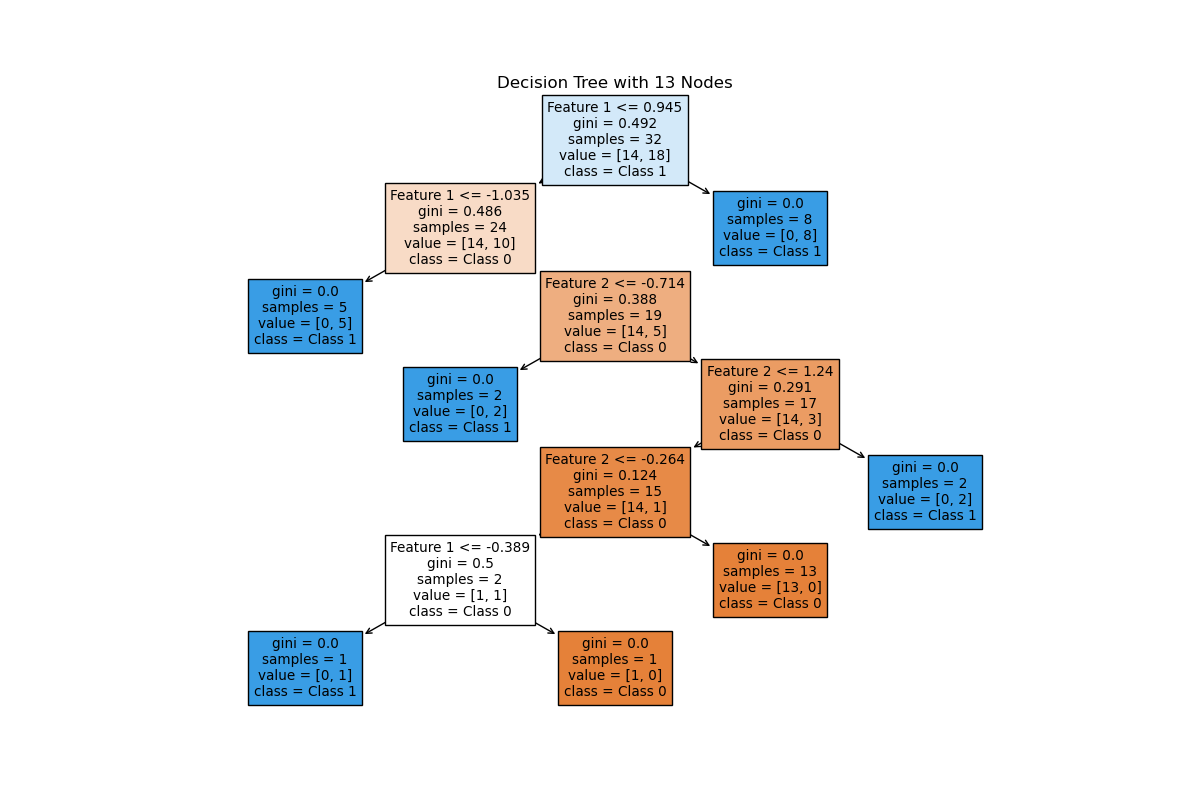 Decision Tree with 13 Nodes
Feature 1 <= 0.945
gini = 0.492
samples = 32
value = [14, 18]
class = Class 1
Feature 1 <= -1.035
gini = 0.486
samples = 24
value = [14, 10]
class = Class 0
gini = 0.0
samples = 8
value = [0, 8]
class = Class 1
gini = 0.0
samples = 5
value = [0, 5]
class = Class 1
Feature 2 <= -0.714
gini = 0.388
samples = 19
value = [14, 5]
class = Class 0
gini = 0.0
samples = 2
value = [0, 2]
class = Class 1
Feature 2 <= 1.24
gini = 0.291
samples = 17
value = [14, 3]
class = Class 0
Feature 2 <= -0.264
gini = 0.124
samples = 15
value = [14, 1]
class = Class 0
gini = 0.0
samples = 2
value = [0, 2]
class = Class 1
Feature 1 <= -0.389
gini = 0.5
samples = 2
value = [1, 1]
class = Class 0
gini = 0.0
samples = 13
value = [13, 0]
class = Class 0
gini = 0.0
samples = 1
value = [0, 1]
class = Class 1
gini = 0.0
samples = 1
value = [1, 0]
class = Class 0